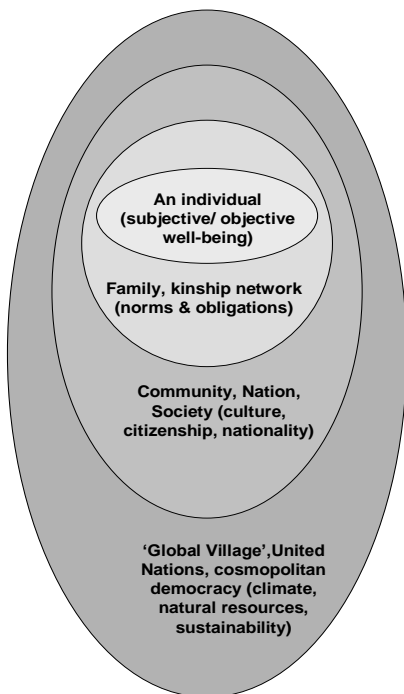 An individual
(subjective/ objective
well-being)
Family, kinship network
(norms & obligations)
Community, Nation,
Society (culture,
citizenship, nationality)
‘Global Village’,United
Nations, cosmopolitan
democracy (climate,
natural resources,
sustainability)